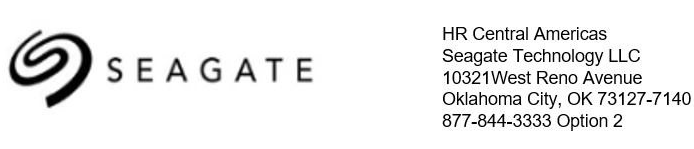 SEAGATE
HR Central Americas
Seagate Technology LLC
10321West Reno Avenue
Oklahoma City, OK 73127-7140
877-844-3333 Option 2